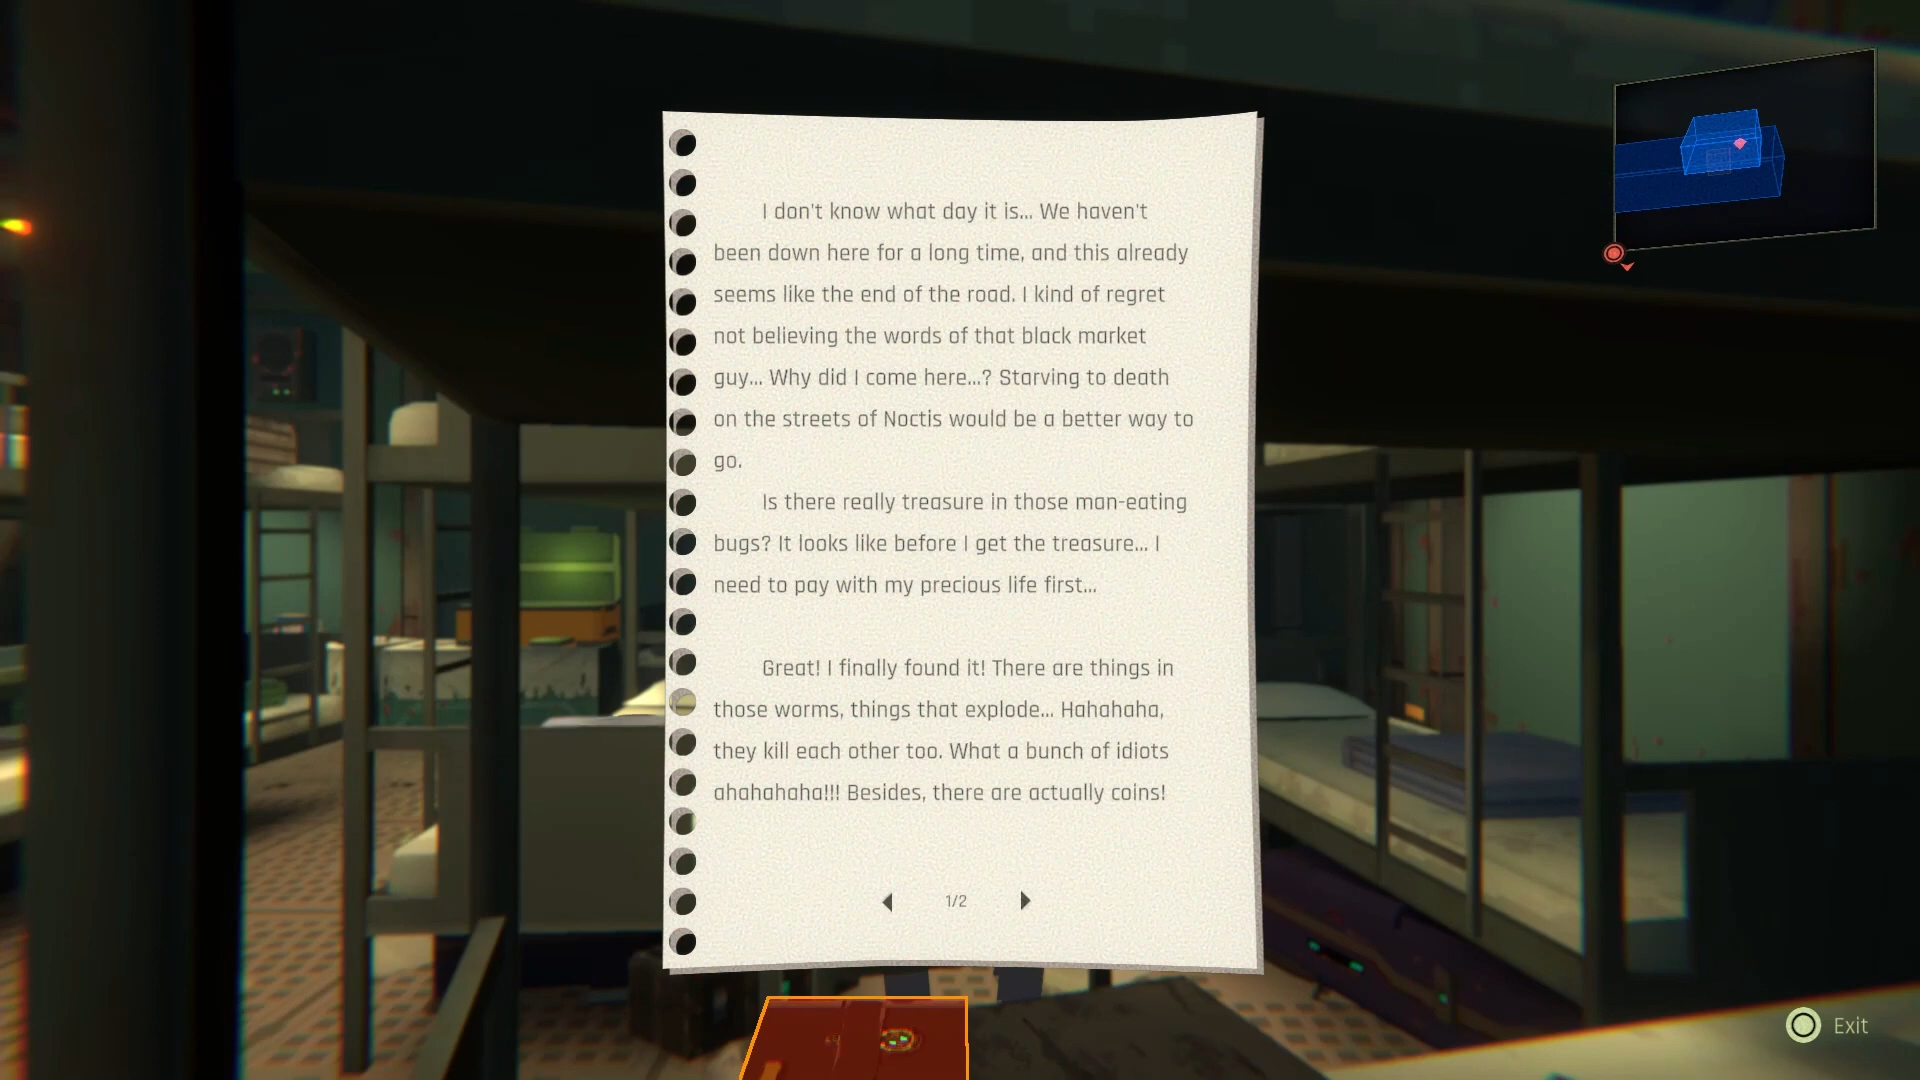 I don't know what day it is... We haven't
been down here for a long time, and this already
seems like the end of the road. I kind of regret
not believing the words of that black market
guy... Why did I come here...? Starving to death
on the streets of Noctis would be a better way to
go.
Is there really treasure in those man-eating
bugs? It looks like before I get the treasure... I
need to pay with my precious life first...
Great! I finally found it! There are things in
those worms, things that explode... Hahahaha,
they kill each other too. What a bunch of idiots
ahahahaha!!! Besides, there are actually coins!
1/2
Exit